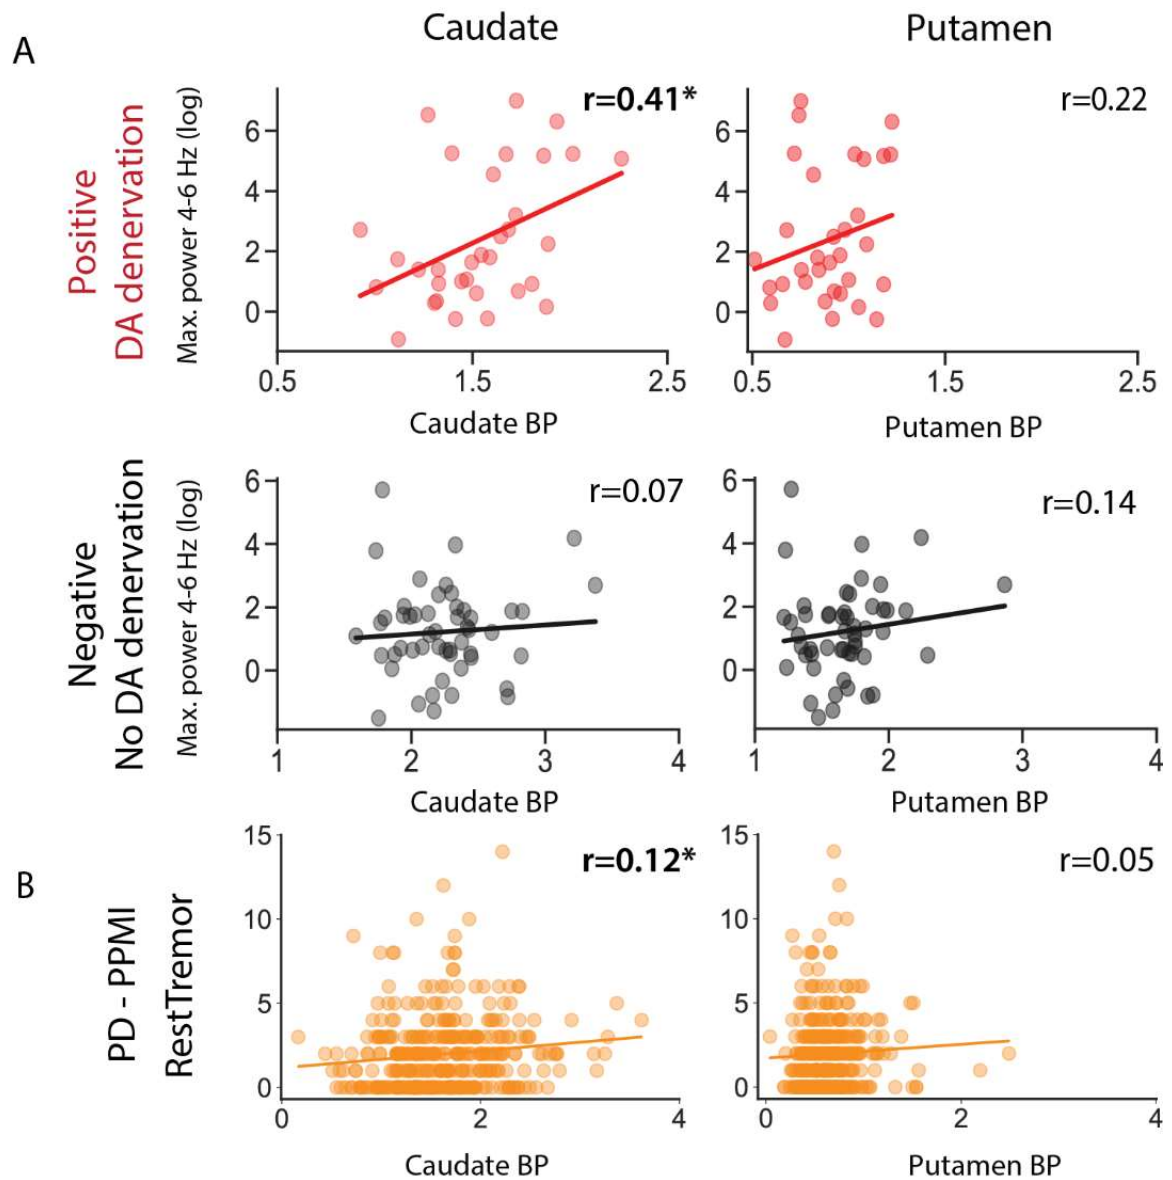 Caudate
Putamen
A
Positive
DA denervation
Max. power 4-6 Hz (log)
r=0.41*
r=0.22
6
4
2
0
6
4
2
0
0.5
1.5
2.5
0.5
1.5
2.5
Caudate BP
Putamen BP
Negative
No DA denervation
Max. power 4-6 Hz (log)
r=0.07
r=0.14
6
4
2
0
6
4
2
0
1
2
3
4
1
2
3
4
Caudate BP
Putamen BP
B
PD - PPMI
RestTremor
r=0.12*
r=0.05
15
10
5
0
15
10
5
0
0
2
4
0
2
4
Caudate BP
Putamen BP